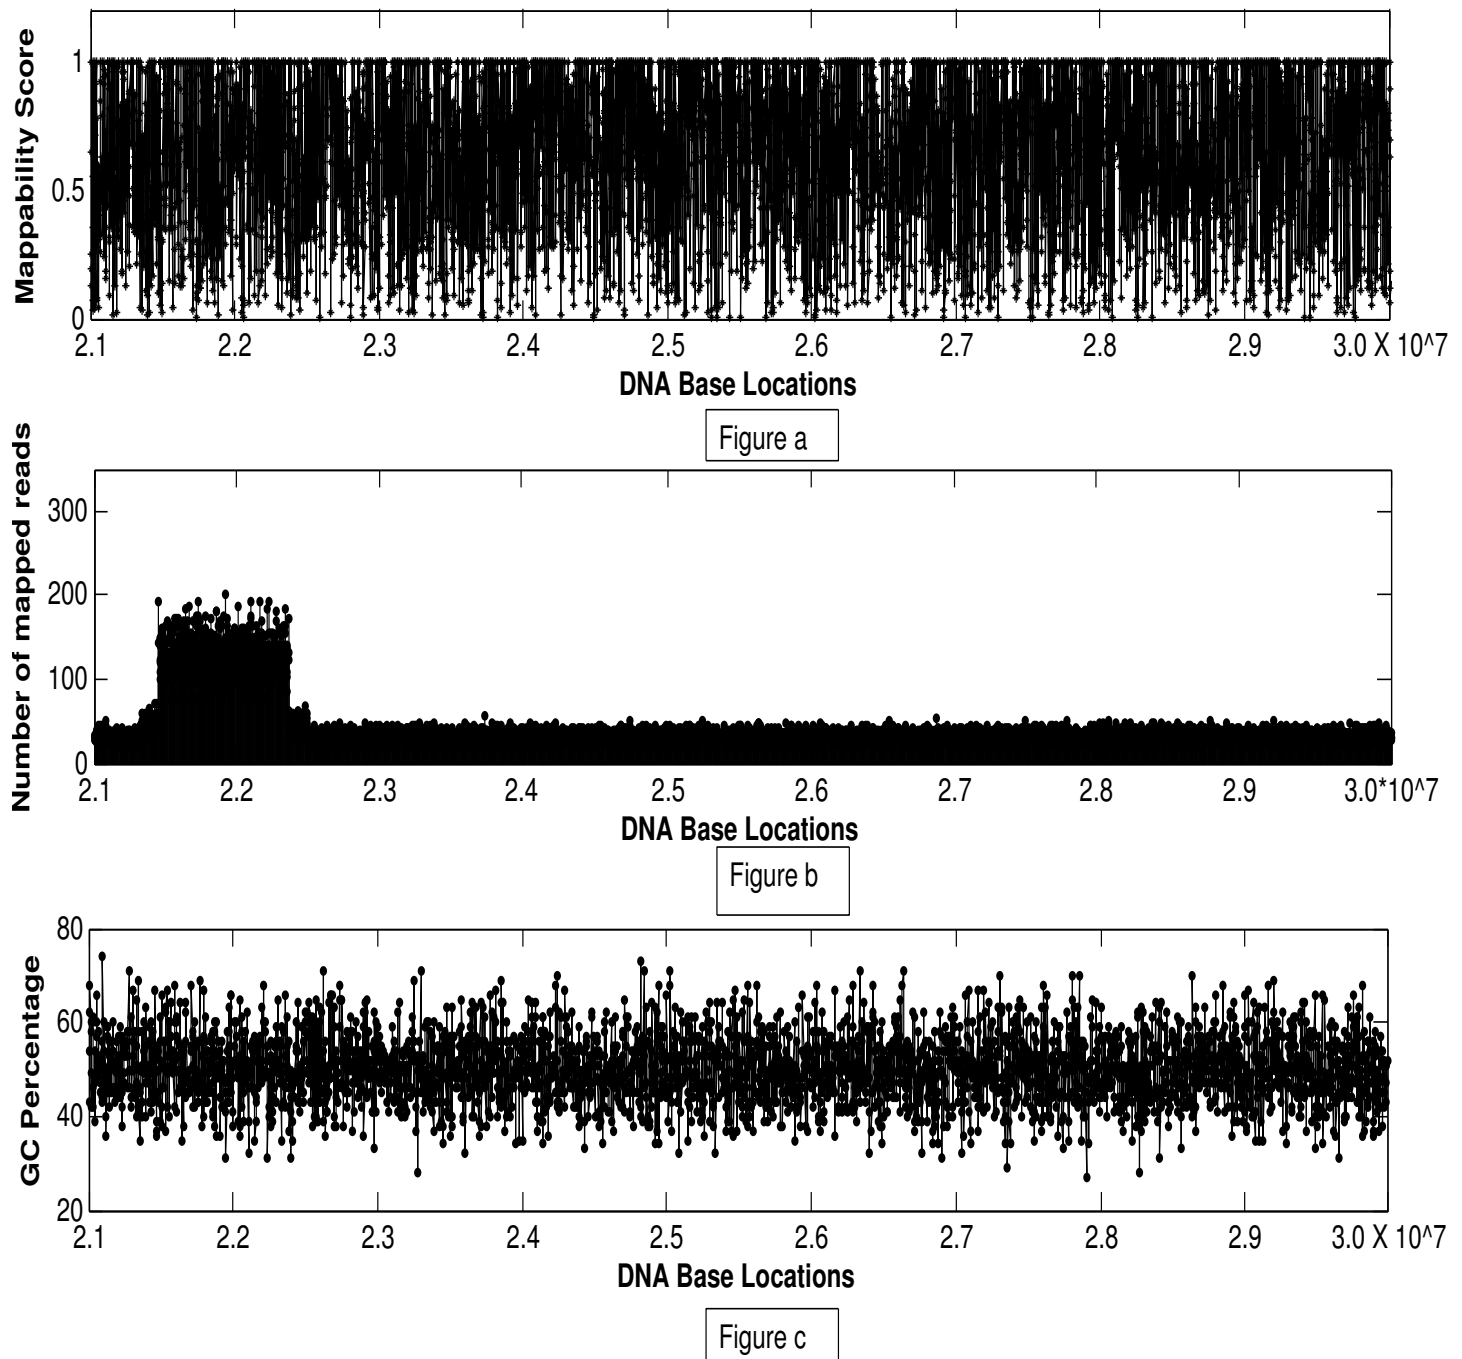 Mappability Score
1
0.5
0
2.1 2.2 2.3 2.4 2.5 2.6 2.7 2.8 2.9 3.0 X 10^7
DNA Base Locations
Figure a
Number of mapped reads
300
200
100
0
2.1 2.2 2.3 2.4 2.5 2.6 2.7 2.8 2.9 3.0*10^7
DNA Base Locations
Figure b
GC Percentage
80
60
40
20
2.1 2.2 2.3 2.4 2.5 2.6 2.7 2.8 2.9 3.0 X 10^7
DNA Base Locations
Figure c